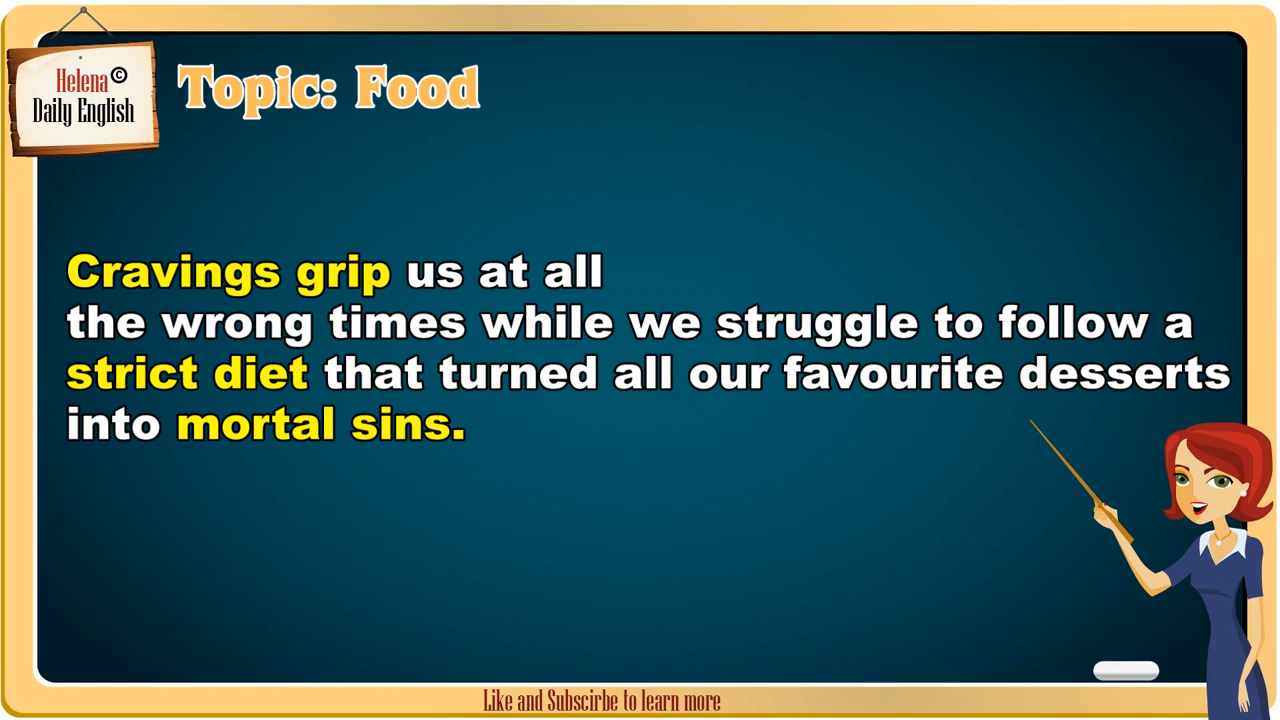 Helena ©
Daily English
Topic: Food
Cravings grip us at all
the wrong times while we struggle to follow a
strict diet that turned all our favourite desserts
into mortal sins.
Like and Subscirbe to learn more